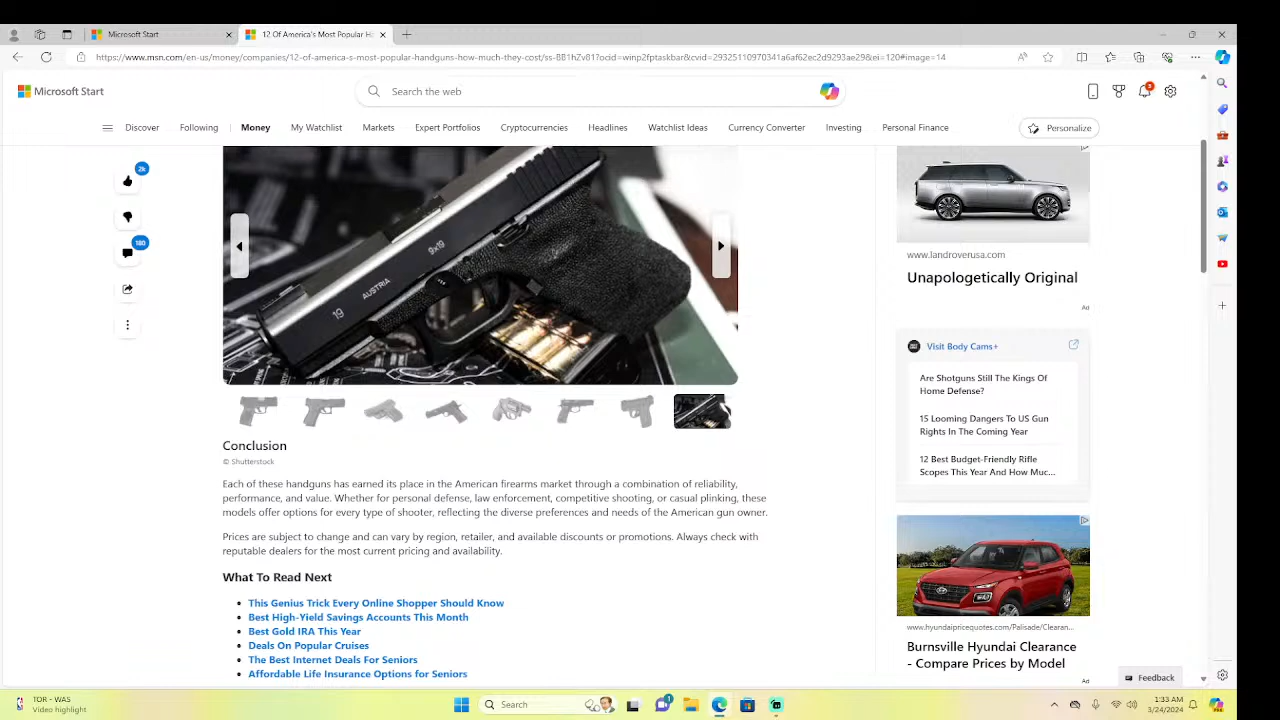 Microsoft Start
12 Of America's Most Popular Ha
https://www.msn.com/en-us/money/companies/12-of-america-s-most-popular-handguns-how-much-they-cost/ss-BB1hZv81?ocid=winp2fptaskbar&cvid=29325110970341a6af62ec2d9293ae29&ei=120#image=14
Microsoft Start
Search the web
3
Discover
Following
Money
My Watchlist
Markets
Expert Portfolios
Cryptocurrencies
Headlines
Watchlist Ideas
Currency Converter
Investing
Personal Finance
Personalize
2k
180
19
AUSTRIA
9x19
Conclusion
© Shutterstock
Each of these handguns has earned its place in the American firearms market through a combination of reliability,
performance, and value. Whether for personal defense, law enforcement, competitive shooting, or casual plinking, these
models offer options for every type of shooter, reflecting the diverse preferences and needs of the American gun owner.
Prices are subject to change and can vary by region, retailer, and available discounts or promotions. Always check with
reputable dealers for the most current pricing and availability.
What To Read Next
• This Genius Trick Every Online Shopper Should Know
• Best High-Yield Savings Accounts This Month
• Best Gold IRA This Year
• Deals On Popular Cruises
• The Best Internet Deals For Seniors
• Affordable Life Insurance Options for Seniors
www.landroverusa.com
Unapologetically Original
Ad
Visit Body Cams+
Are Shotguns Still The Kings Of
Home Defense?
15 Looming Dangers To US Gun
Rights In The Coming Year
12 Best Budget-Friendly Rifle
Scopes This Year And How Muc...
www.hyundaipricequotes.com/Palisade/Clearan...
Burnsville Hyundai Clearance
- Compare Prices by Model
Ad
Feedback
TOR - WAS
Video highlight
Search
1
1:33 AM
3/24/2024